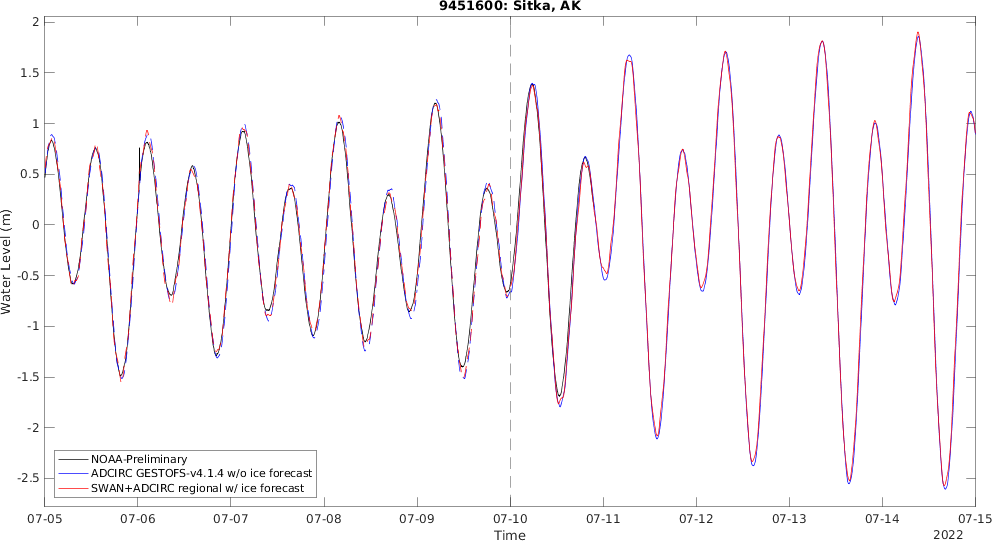 9451600: Sitka, AK
2
1.5
1
0.5
0
-0.5
-1
-1.5
-2
-2.5
Water Level (m)
NOAA-Preliminary
ADCIRC GESTOFS-v4.1.4 w/o ice forecast
SWAN+ADCIRC regional w/ ice forecast
07-05 07-06 07-07 07-08 07-09 07-10 07-11 07-12 07-13 07-14 07-15
Time
2022